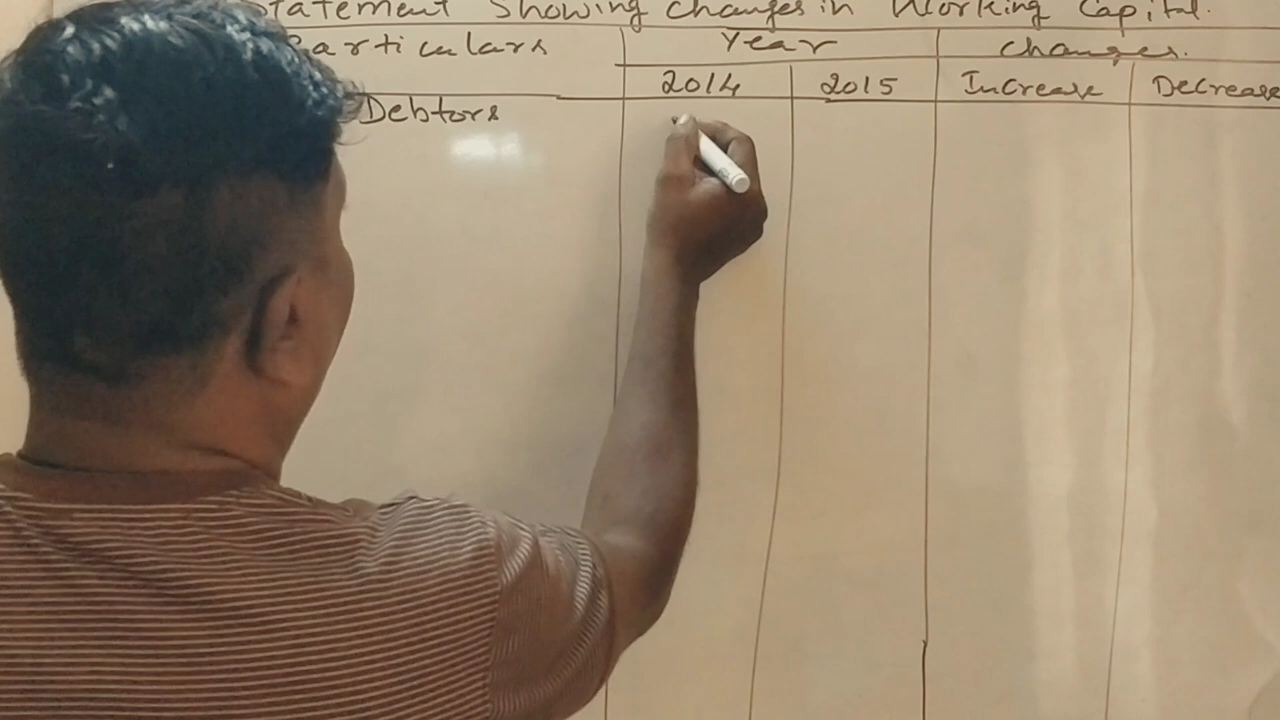 Statement Showing Changes in Working Capital.
Particulars Year Changes.
2014 2015 Increase Decrease
Debtors